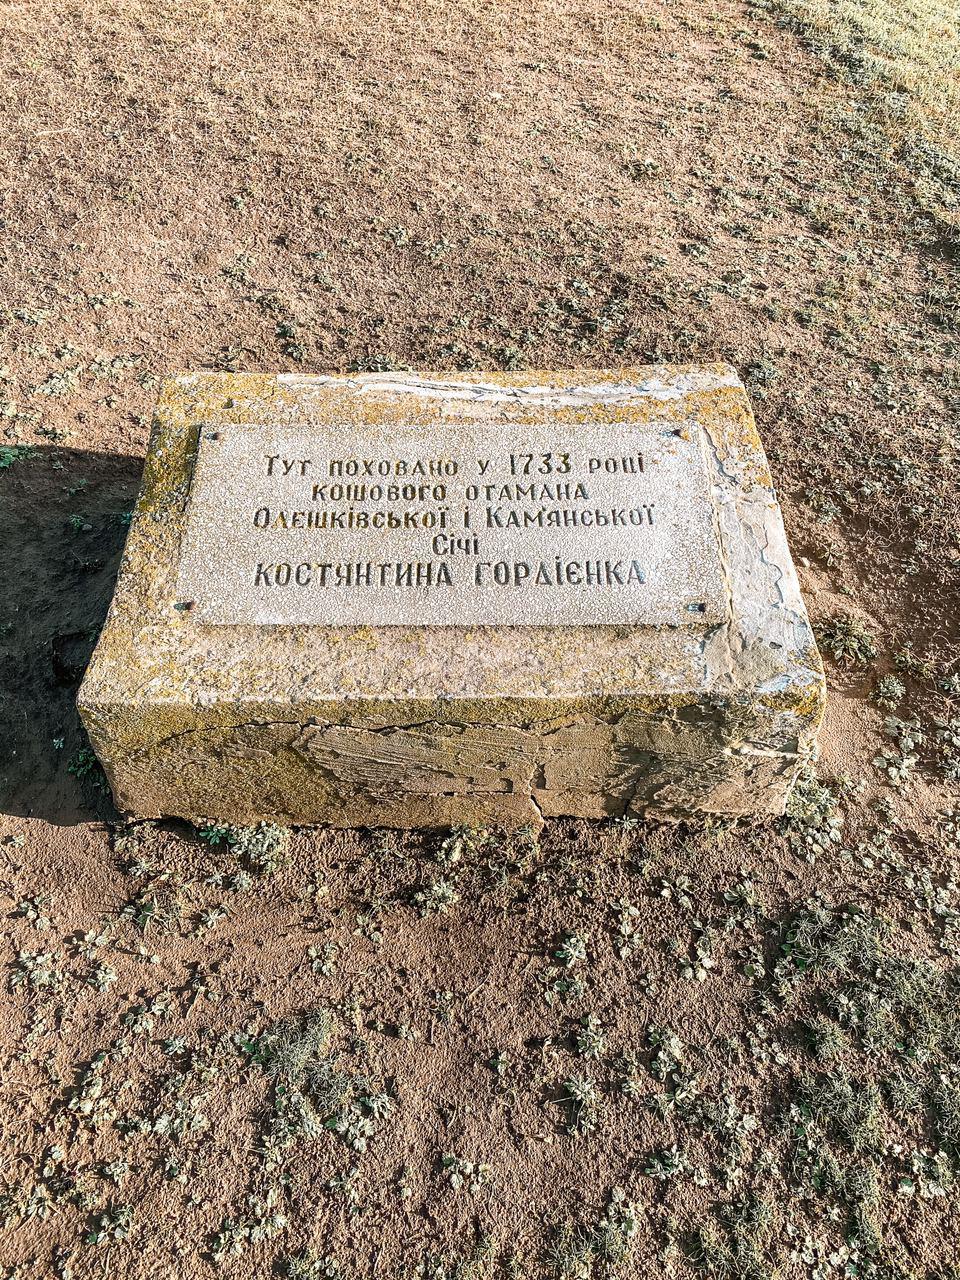 Тут поховано у 1733 році
кошового отамана
Олешківської і Кам'янської
Січі
Костянтина Гордієнка